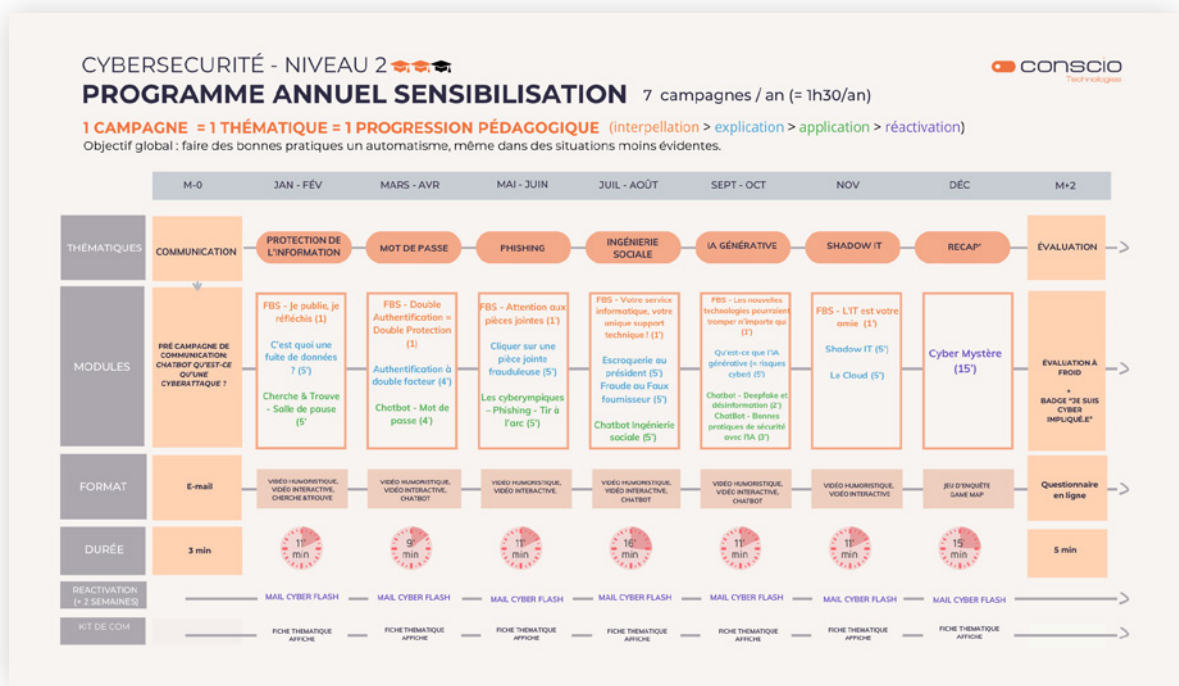 CYBERSECURITÉ - NIVEAU 2
conscio
Technologies
PROGRAMME ANNUEL SENSIBILISATION 7 campagnes / an (= 1h30/an)
1 CAMPAGNE = 1 THÉMATIQUE = 1 PROGRESSION PÉDAGOGIQUE (interpellation > explication > application > réactivation)
Objectif global : faire des bonnes pratiques un automatisme, même dans des situations moins évidentes.
M-0
JAN - FÉV
MARS - AVR
MAI - JUIN
JUIL - AOÛT
SEPT - OCT
NOV
DÉC
M+2
THÉMATIQUES
COMMUNICATION
PROTECTION DE
L'INFORMATION
MOT DE PASSE
PHISHING
INGÉNIERIE
SOCIALE
IA GÉNÉRATIVE
SHADOW IT
RECAP'
ÉVALUATION
MODULES
PRÉ CAMPAGNE DE
COMMUNICATION:
CHATBOT QU'EST-CE
QU'UNE
CYBERATTAQUE ?
FBS - Je publie, je
réfléchis (1)
C'est quoi une
fuite de données
? (5')
Cherche & Trouve
- Salle de pause
(5'
FBS - Double
Authentification =
Double Protection
(1)
Authentification à
double facteur (4')
Chatbot - Mot de
passe (4')
FBS - Attention aux
pièces jointes (1')
Cliquer sur une
pièce jointe
frauduleuse (5')
Les cyberympiques
– Phishing - Tir à
l'arc (5')
FBS - Votre service
informatique, votre
unique support
technique ! (1')
Escroquerie au
président (5')
Fraude au Faux
fournisseur (5')
Chatbot Ingénierie
sociale (5')
FBS - Les nouvelles
technologies pourraient
tromper n'importe qui
(1')
Qu'est-ce que l'IA
générative (= risques
cyber) (5')
Chatbot - Deepfake et
désinformation (2')
ChatBot - Bonnes
pratiques de sécurité
avec l'IA (3')
FBS - L'IT est votre
amie (1')
Shadow IT (5')
Le Cloud (5')
Cyber Mystère
(15')
ÉVALUATION À
FROID
+
BADGE "JE SUIS
CYBER
IMPLIQUÉ.E"
FORMAT
E-mail
VIDÉO HUMORISTIQUE,
VIDÉO INTERACTIVE,
CHERCHE &TROUVE
VIDÉO HUMORISTIQUE,
VIDÉO INTERACTIVE,
CHATBOT
VIDÉO HUMORISTIQUE,
VIDÉO INTERACTIVE,
VIDÉO HUMORISTIQUE,
VIDÉO INTERACTIVE,
CHATBOT
VIDÉO HUMORISTIQUE,
VIDÉO INTERACTIVE,
CHATBOT
VIDÉO HUMORISTIQUE,
VIDÉO INTERACTIVE
JEU D'ENQUÊTE
GAME MAP
Questionnaire
en ligne
DURÉE
3 min
11'
min
9'
min
11'
min
16'
min
11'
min
11'
min
15'
min
5 min
REACTIVATION
(+ 2 SEMAINES)
MAIL CYBER FLASH
MAIL CYBER FLASH
MAIL CYBER FLASH
MAIL CYBER FLASH
MAIL CYBER FLASH
MAIL CYBER FLASH
MAIL CYBER FLASH
KIT DE COM
FICHE THEMATIQUE
AFFICHE
FICHE THEMATIQUE
AFFICHE
FICHE THEMATIQUE
AFFICHE
FICHE THEMATIQUE
AFFICHE
FICHE THEMATIQUE
AFFICHE
FICHE THEMATIQUE
AFFICHE
FICHE THEMATIQUE
AFFICHE